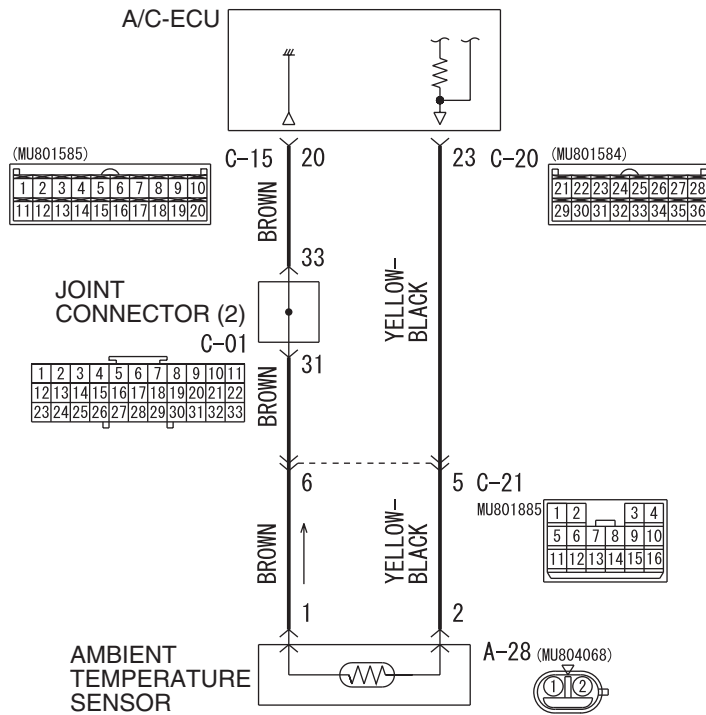 A/C-ECU
(MU801585)
C-15 20
23 C-20 (MU801584)
1 2 3 4 5 6 7 8 9 10
11 12 13 14 15 16 17 18 19 20
21 22 23 24 25 26 27 28
29 30 31 32 33 34 35 36
BROWN
33
JOINT
CONNECTOR (2)
C-01
31
YELLOW-
BLACK
1 2 3 4 5 6 7 8 9 10 11
12 13 14 15 16 17 18 19 20 21 22
23 24 25 26 27 28 29 30 31 32 33
BROWN
6
5 C-21
MU801885
1 2 3 4
5 6 7 8 9 10
11 12 13 14 15 16
BROWN
YELLOW-
BLACK
1
2
AMBIENT
TEMPERATURE
SENSOR
A-28 (MU804068)
1 2